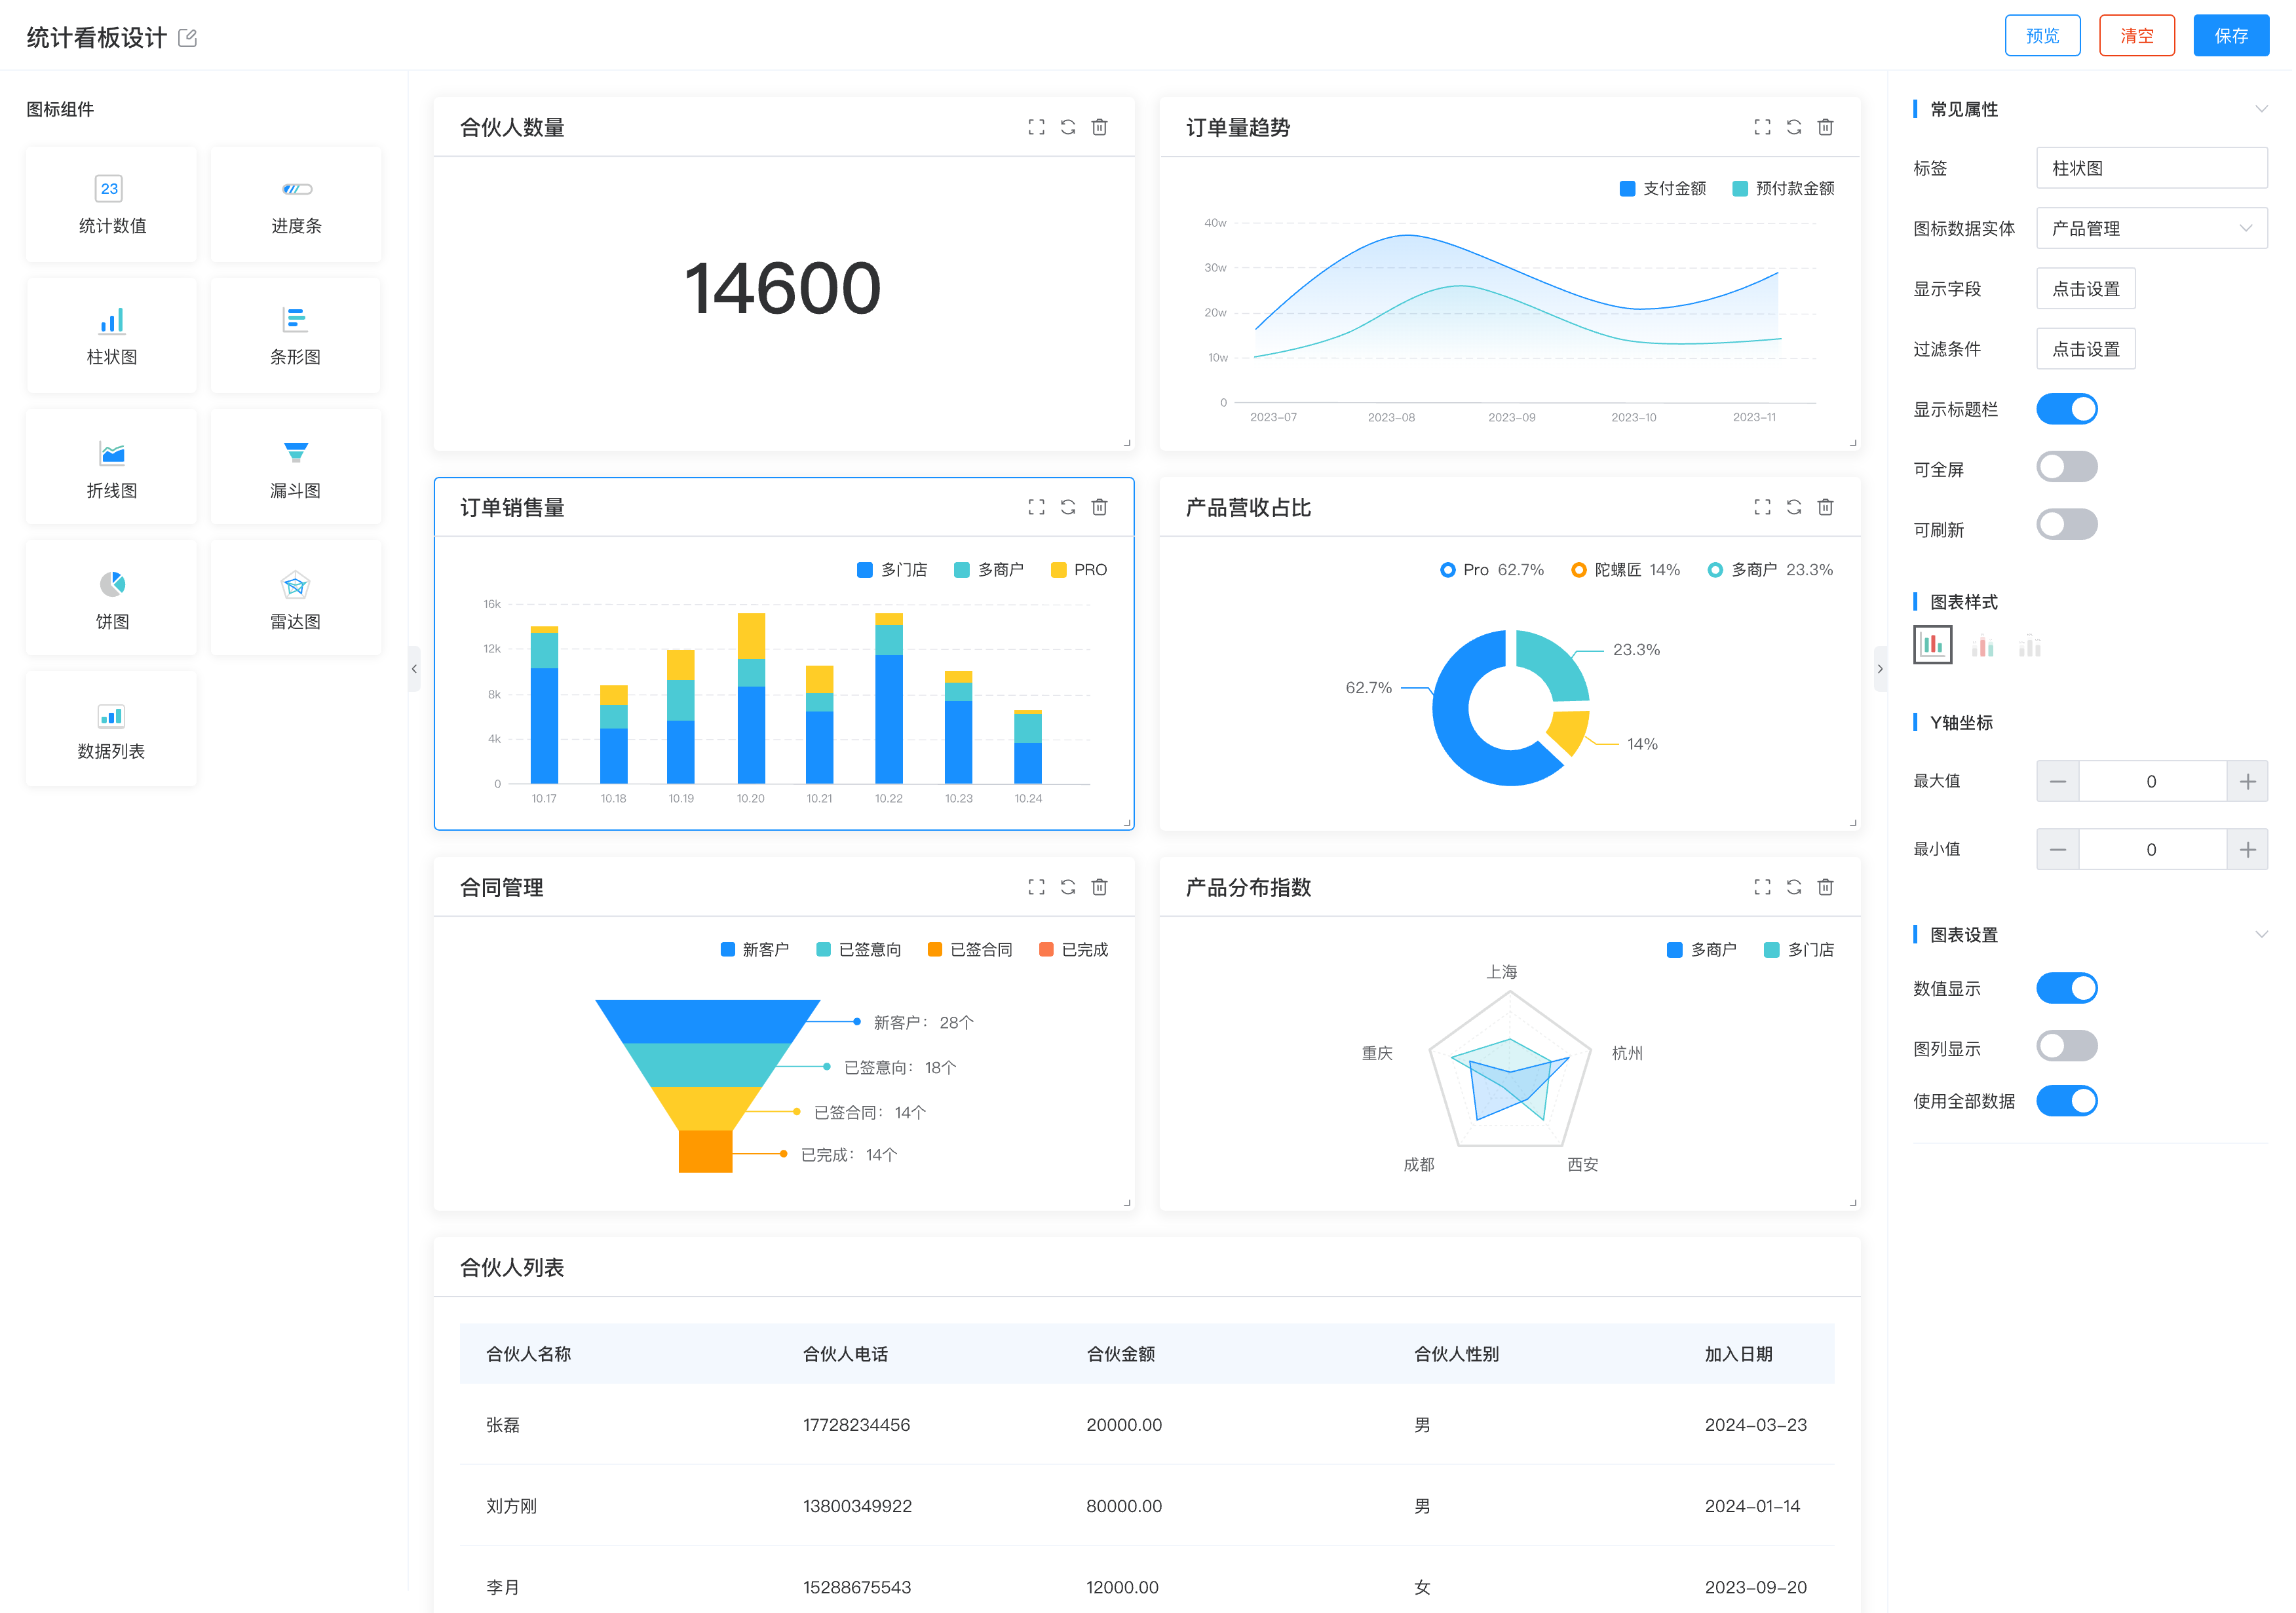 统计看板设计
预览 清空 保存
图标组件
23
统计数值 进度条
柱状图 条形图
折线图 漏斗图
饼图 雷达图
数据列表
合伙人数量
14600
订单量趋势
支付金额 预付款金额
40w
30w
20w
10w
0
2023-07 2023-08 2023-09 2023-10 2023-11
订单销售量
多门店 多商户 PRO
16k
12k
8k
4k
0
10.17 10.18 10.19 10.20 10.21 10.22 10.23 10.24
产品营收占比
Pro 62.7% 陀螺匠 14% 多商户 23.3%
23.3%
62.7%
14%
合同管理
新客户 已签意向 已签合同 已完成
新客户： 28个
已签意向： 18个
已签合同： 14个
已完成： 14个
产品分布指数
多商户 多门店
上海
重庆 杭州
成都 西安
合伙人列表
合伙人名称 合伙人电话 合伙金额 合伙人性别 加入日期
张磊 17728234456 20000.00 男 2024-03-23
刘方刚 13800349922 80000.00 男 2024-01-14
李月 15288675543 12000.00 女 2023-09-20
常见属性
标签 柱状图
图标数据实体 产品管理
显示字段 点击设置
过滤条件 点击设置
显示标题栏
可全屏
可刷新
图表样式
Y轴坐标
最大值 0
最小值 0
图表设置
数值显示
图列显示
使用全部数据